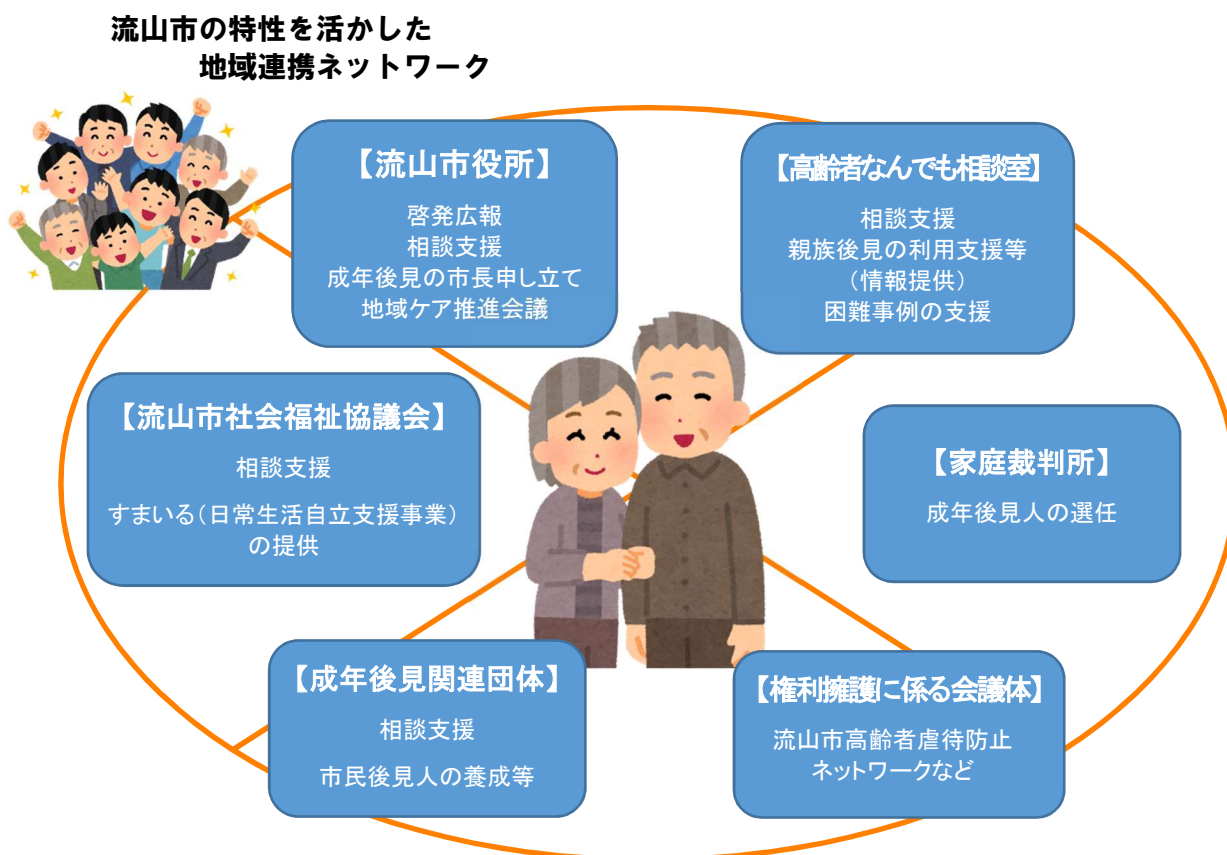 流山市の特性を活かした
地域連携ネットワーク
【流山市役所】
啓発広報
相談支援
成年後見の市長申し立て
地域ケア推進会議
【高齢者なんでも相談室】
相談支援
親族後見の利用支援等
(情報提供)
困難事例の支援
【流山市社会福祉協議会】
相談支援
すまいる(日常生活自立支援事業)
の提供
【家庭裁判所】
成年後見人の選任
【成年後見関連団体】
相談支援
市民後見人の養成等
【権利擁護に係る会議体】
流山市高齢者虐待防止
ネットワークなど